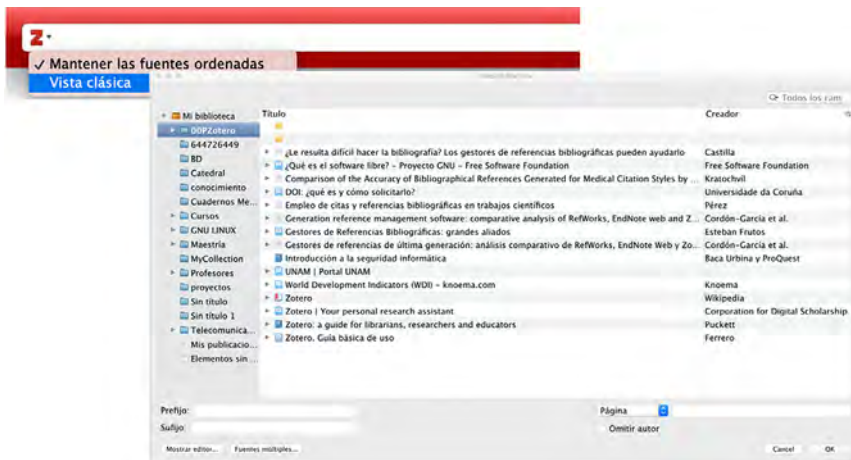 Z
✓ Mantener las fuentes ordenadas
Vista clásica
Todos los cam
Mi biblioteca
00PZotero
644726449
BD
Catedral
conocimiento
Cuadernos Me...
Cursos
GNU LINUX
Maestria
MyCollection
Profesores
proyectos
Sin título
Sin título 1
Telecomunica...
Mis publicacio...
Elementos sin ...
Título Creador
¿Le resulta difícil hacer la bibliografía? Los gestores de referencias bibliográficas pueden ayudarlo Castilla
¿Qué es el software libre? - Proyecto GNU - Free Software Foundation Free Software Foundation
Comparison of the Accuracy of Bibliographical References Generated for Medical Citation Styles by ... Kratochvíl
DOI: ¿qué es y cómo solicitarlo? Universidade da Coruña
Empleo de citas y referencias bibliográficas en trabajos científicos Pérez
Generation reference management software: comparative analysis of RefWorks, EndNote web and Z... Cordón-García et al.
Gestores de Referencias Bibliográficas: grandes aliados Esteban Frutos
Gestores de referencias de última generación: análisis comparativo de RefWorks, EndNote Web y Zo... Cordón-García et al.
Introducción a la seguridad informática Baca Urbina y ProQuest
UNAM | Portal UNAM
World Development Indicators (WDI) - knoema.com Knoema
Zotero Wikipedia
Zotero | Your personal research assistant Corporation for Digital Scholarship
Zotero: a guide for librarians, researchers and educators Puckett
Zotero. Guía básica de uso Ferrero
Prefijo: Página
Sufijo: Omitir autor
Mostrar editor... Fuentes múltiples... Cancel OK